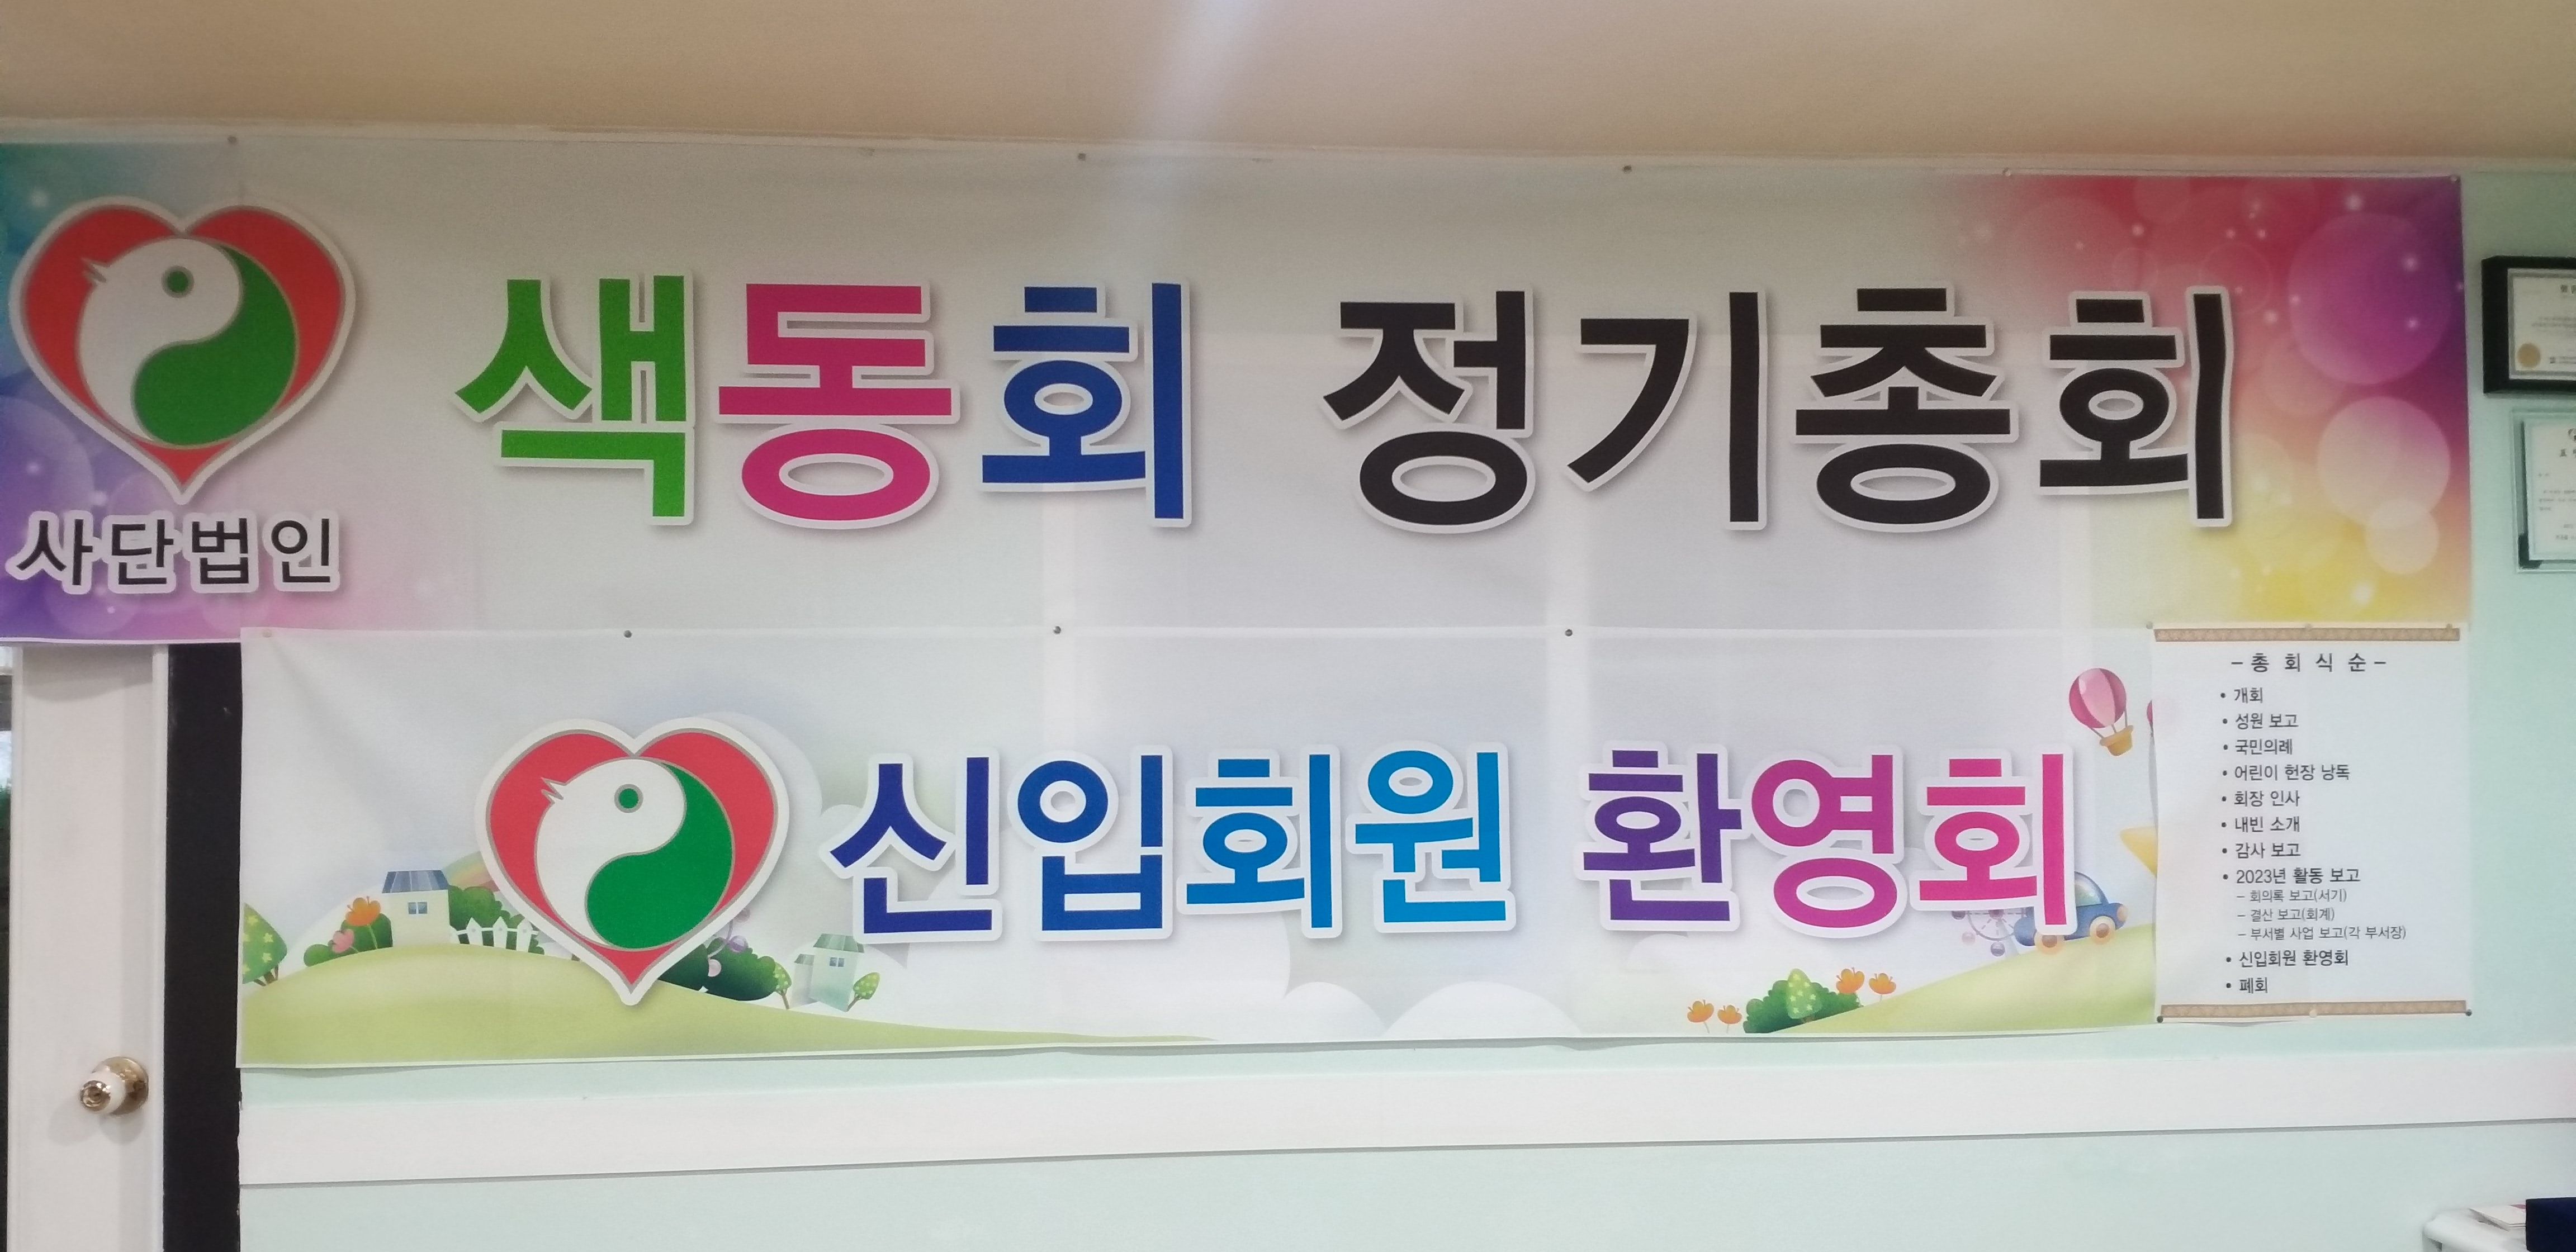 사단법인
색동회 정기총회
신입회원 환영회
-총 회 식 순-
• 개회
• 성원 보고
• 국민의례
• 어린이 헌장 낭독
• 회장 인사
• 내빈 소개
• 감사 보고
• 2023년 활동 보고
- 회의록 보고(서기)
- 결산 보고(회계)
- 부서별 사업 보고(각 부서장)
• 신입회원 환영회
• 폐회